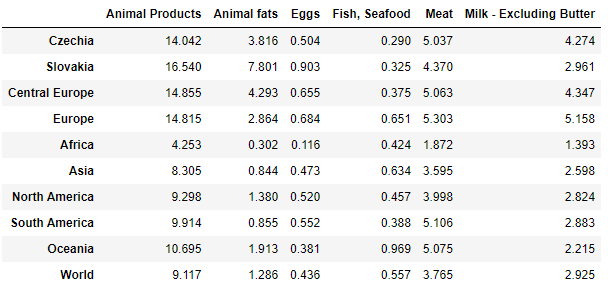 Animal Products Animal fats Eggs Fish, Seafood Meat Milk - Excluding Butter
Czechia 14.042 3.816 0.504 0.290 5.037 4.274
Slovakia 16.540 7.801 0.903 0.325 4.370 2.961
Central Europe 14.855 4.293 0.655 0.375 5.063 4.347
Europe 14.815 2.864 0.684 0.651 5.303 5.158
Africa 4.253 0.302 0.116 0.424 1.872 1.393
Asia 8.305 0.844 0.473 0.634 3.595 2.598
North America 9.298 1.380 0.520 0.457 3.998 2.824
South America 9.914 0.855 0.552 0.388 5.106 2.883
Oceania 10.695 1.913 0.381 0.969 5.075 2.215
World 9.117 1.286 0.436 0.557 3.765 2.925